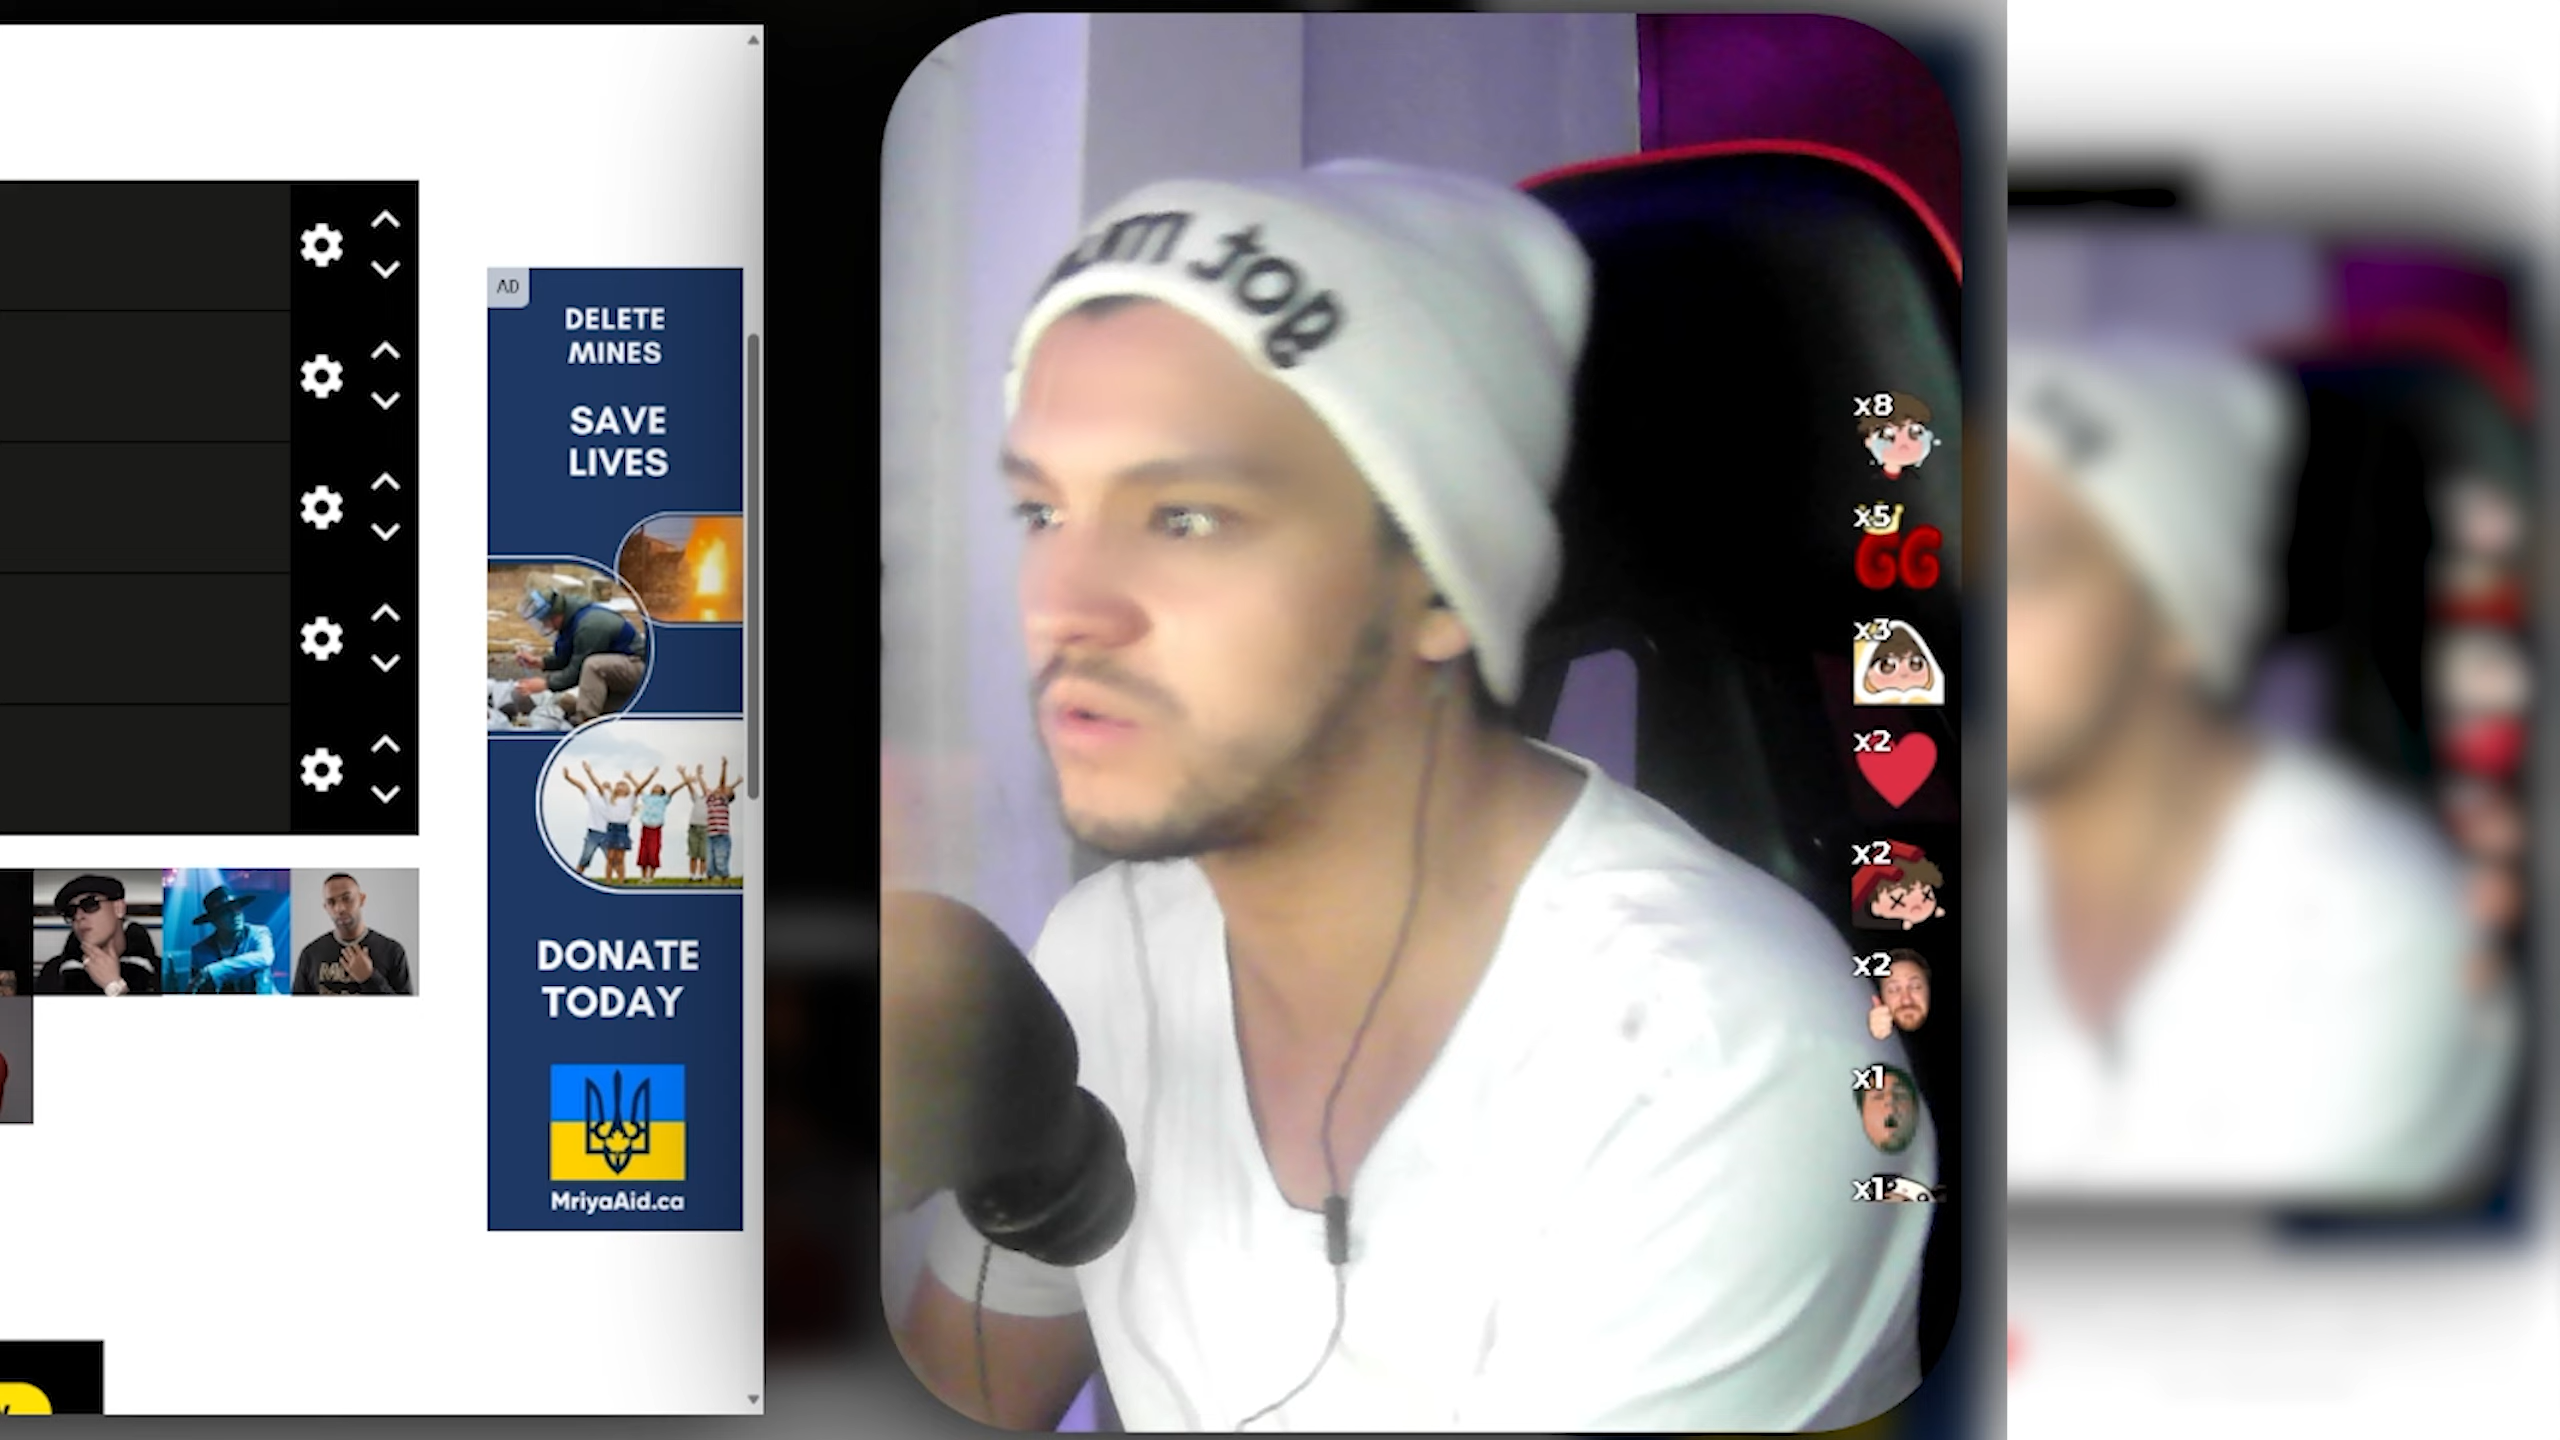 AD
DELETE
MINES
SAVE
LIVES
DONATE
TODAY
MriyaAid.ca
x8
x5
GG
x3
x2
x2
x2
x1
x1